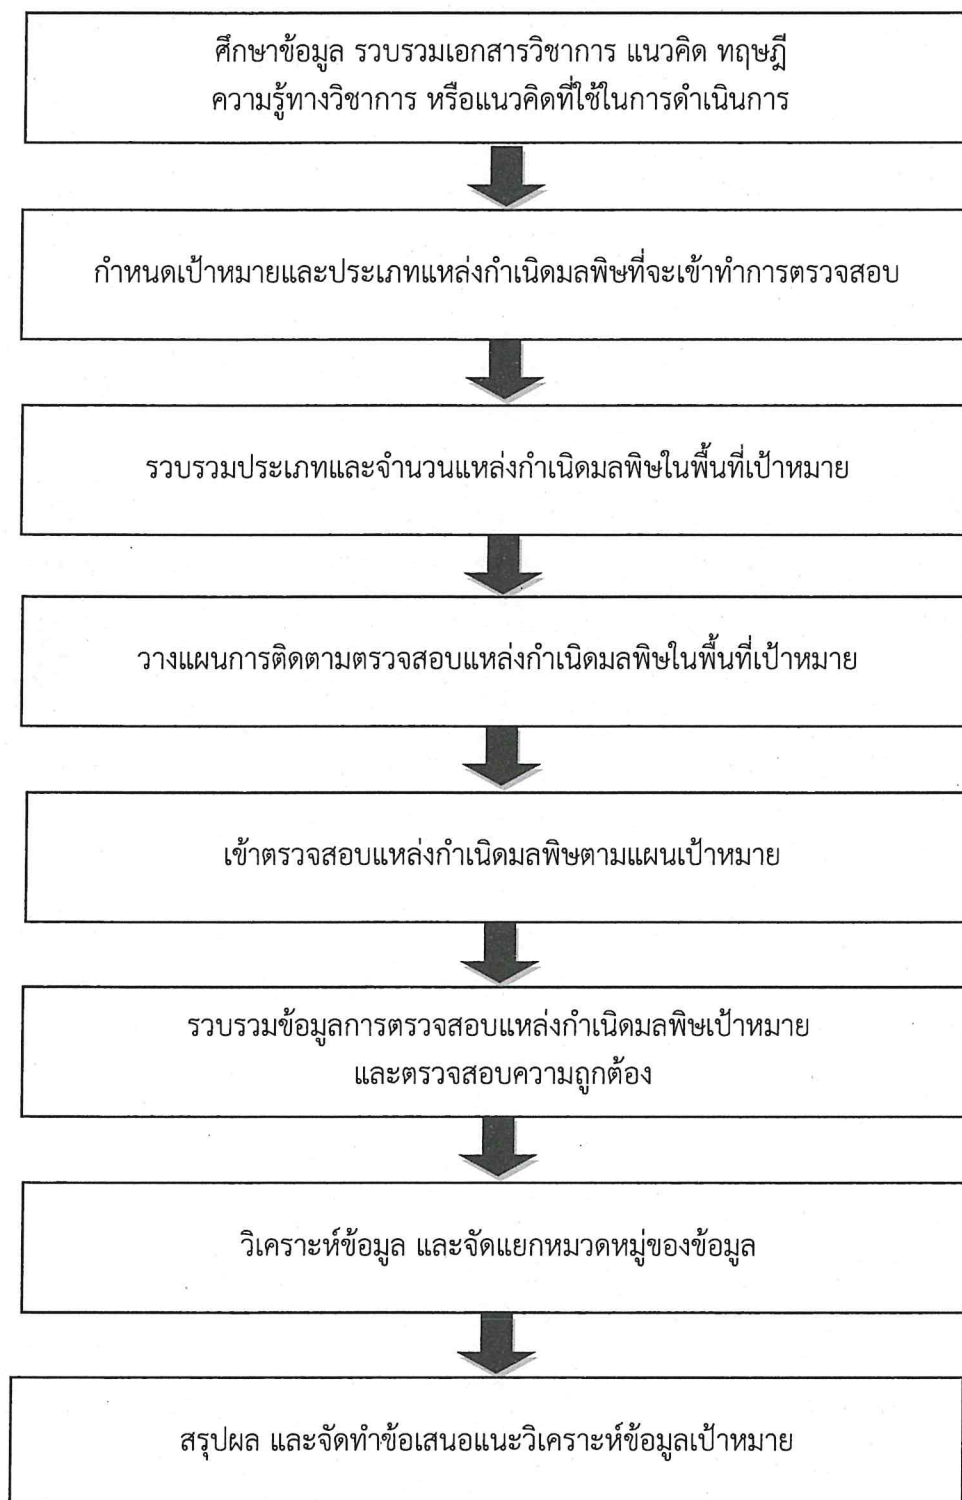 ศึกษาข้อมูล รวบรวมเอกสารวิชาการ แนวคิด ทฤษฎี
ความรู้ทางวิชาการ หรือแนวคิดที่ใช้ในการดำเนินการ
กำหนดเป้าหมายและประเภทแหล่งกำเนิดมลพิษที่จะเข้าทำการตรวจสอบ
รวบรวมประเภทและจำนวนแหล่งกำเนิดมลพิษในพื้นที่เป้าหมาย
วางแผนการติดตามตรวจสอบแหล่งกำเนิดมลพิษในพื้นที่เป้าหมาย
เข้าตรวจสอบแหล่งกำเนิดมลพิษตามแผนเป้าหมาย
รวบรวมข้อมูลการตรวจสอบแหล่งกำเนิดมลพิษเป้าหมาย
และตรวจสอบความถูกต้อง
วิเคราะห์ข้อมูล และจัดแยกหมวดหมู่ของข้อมูล
สรุปผล และจัดทำข้อเสนอแนะวิเคราะห์ข้อมูลเป้าหมาย